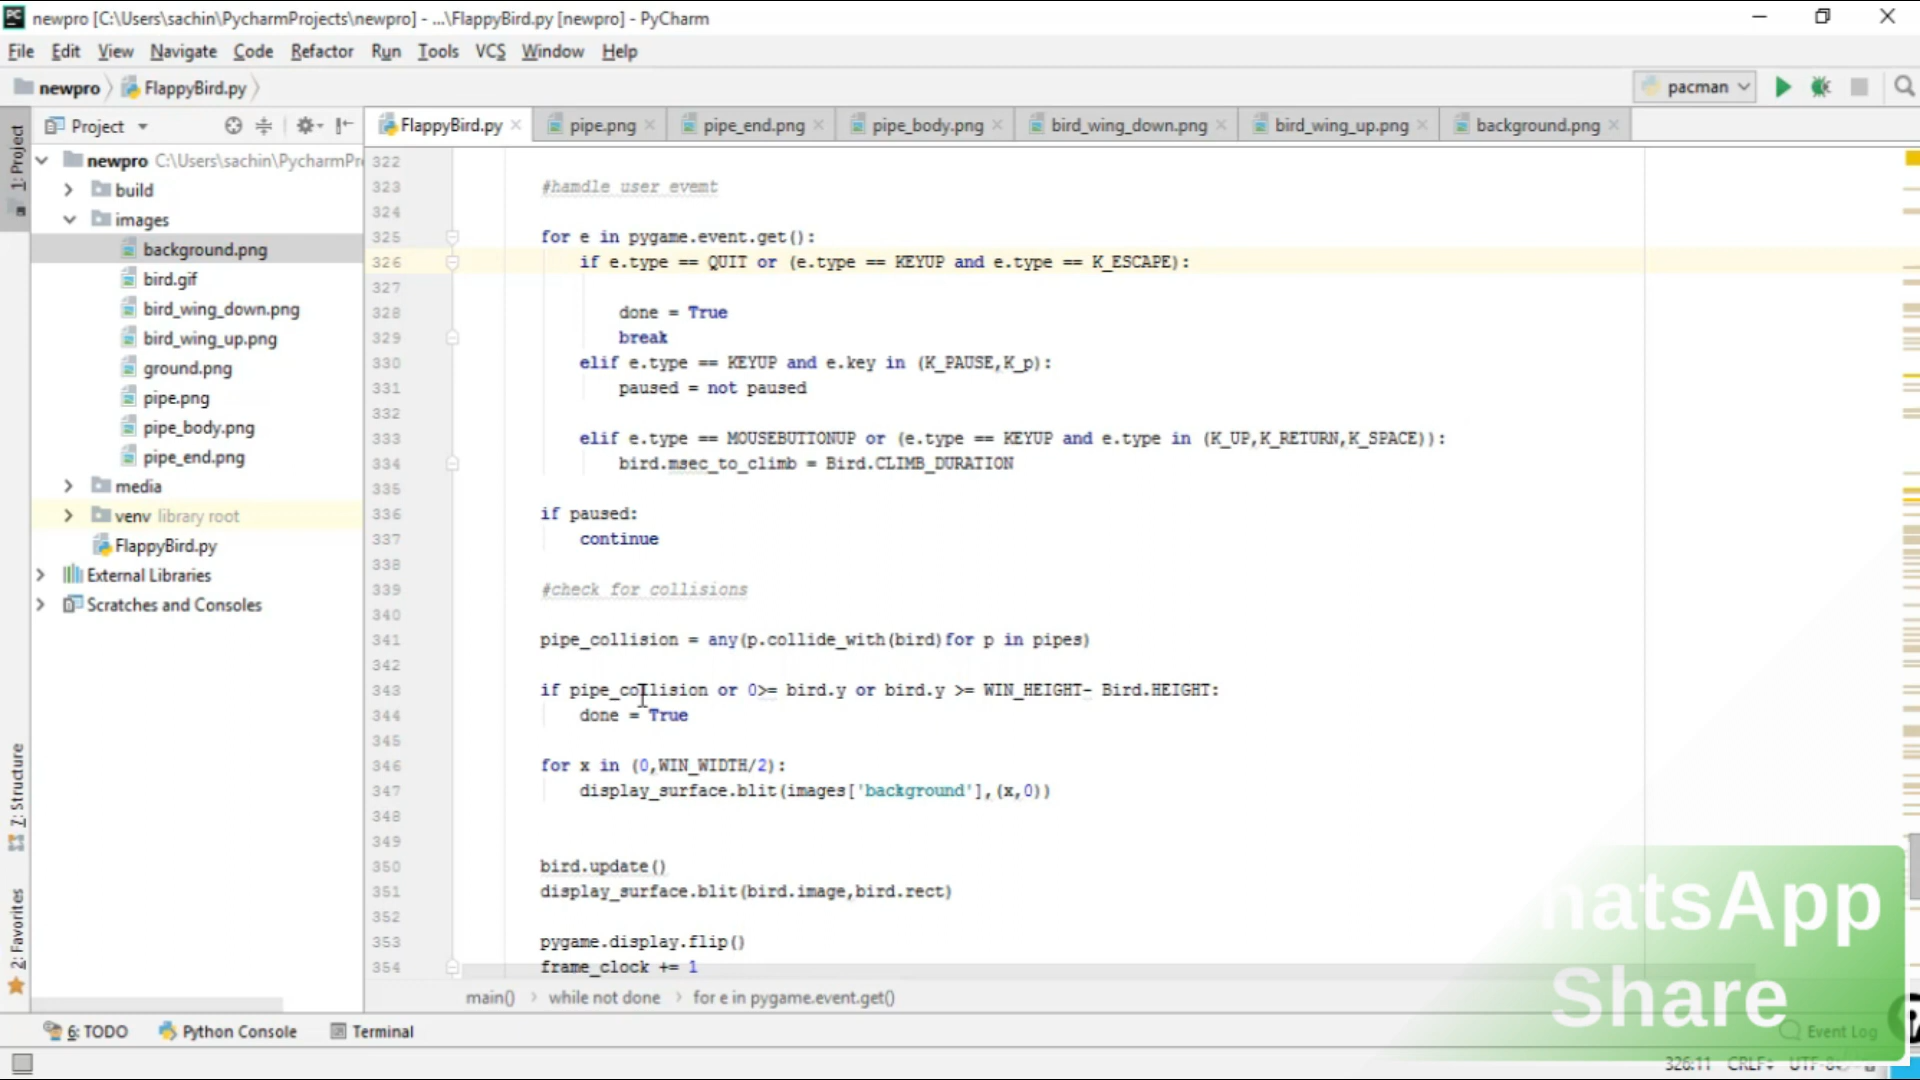 newpro [C:\Users\sachin\PycharmProjects\newpro] - ...\FlappyBird.py [newpro] - PyCharm
File Edit View Navigate Code Refactor Run Tools VCS Window Help
newpro FlappyBird.py pacman
1: Project
Project
FlappyBird.py pipe.png pipe_end.png pipe_body.png bird_wing_down.png bird_wing_up.png background.png
newpro C:\Users\sachin\PycharmPr
build
images
background.png
bird.gif
bird_wing_down.png
bird_wing_up.png
ground.png
pipe.png
pipe_body.png
pipe_end.png
media
venv library root
FlappyBird.py
External Libraries
Scratches and Consoles
7: Structure
2: Favorites
322
323 #hamdle user evemt
324
325 for e in pygame.event.get():
326 if e.type == QUIT or (e.type == KEYUP and e.type == K_ESCAPE):
327
328 done = True
329 break
330 elif e.type == KEYUP and e.key in (K_PAUSE,K_p):
331 paused = not paused
332
333 elif e.type == MOUSEBUTTONUP or (e.type == KEYUP and e.type in (K_UP,K_RETURN,K_SPACE)):
334 bird.msec_to_climb = Bird.CLIMB_DURATION
335
336 if paused:
337 continue
338
339 #check for collisions
340
341 pipe_collision = any(p.collide_with(bird)for p in pipes)
342
343 if pipe_collision or 0>= bird.y or bird.y >= WIN_HEIGHT- Bird.HEIGHT:
344 done = True
345
346 for x in (0,WIN_WIDTH/2):
347 display_surface.blit(images['background'],(x,0))
348
349
350 bird.update()
351 display_surface.blit(bird.image,bird.rect)
352
353 pygame.display.flip()
354 frame_clock += 1
main() while not done for e in pygame.event.get()
hatsApp
Share
6: TODO Python Console Terminal Event Log
326:11 CRLF UTF-8